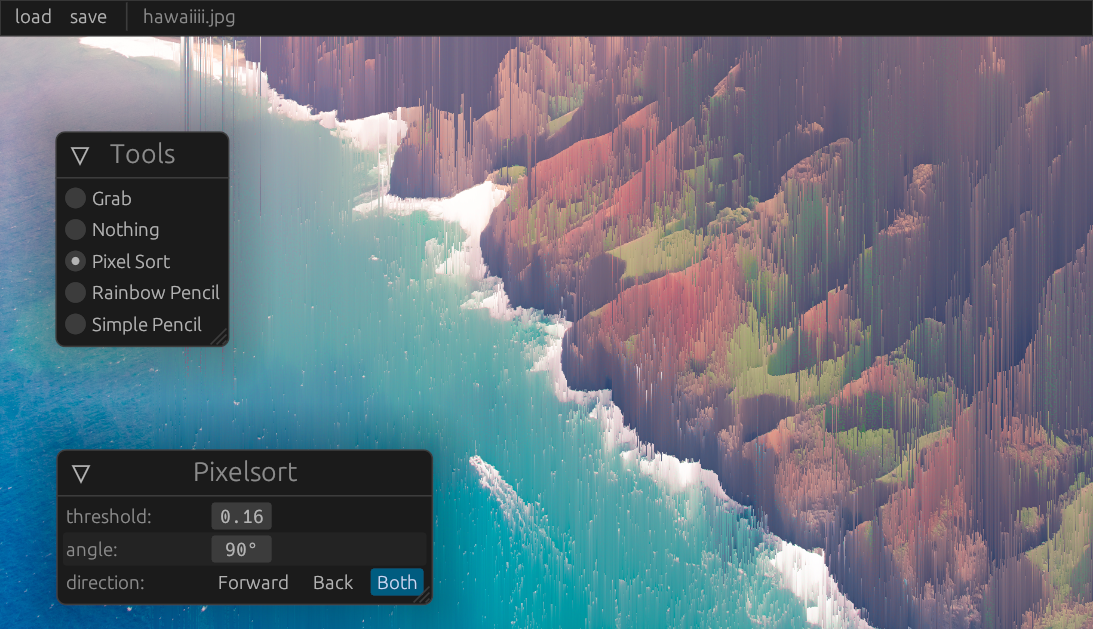 load save hawaiiii.jpg
Tools
Grab
Nothing
Pixel Sort
Rainbow Pencil
Simple Pencil
Pixelsort
threshold: 0.16
angle: 90°
direction: Forward Back Both